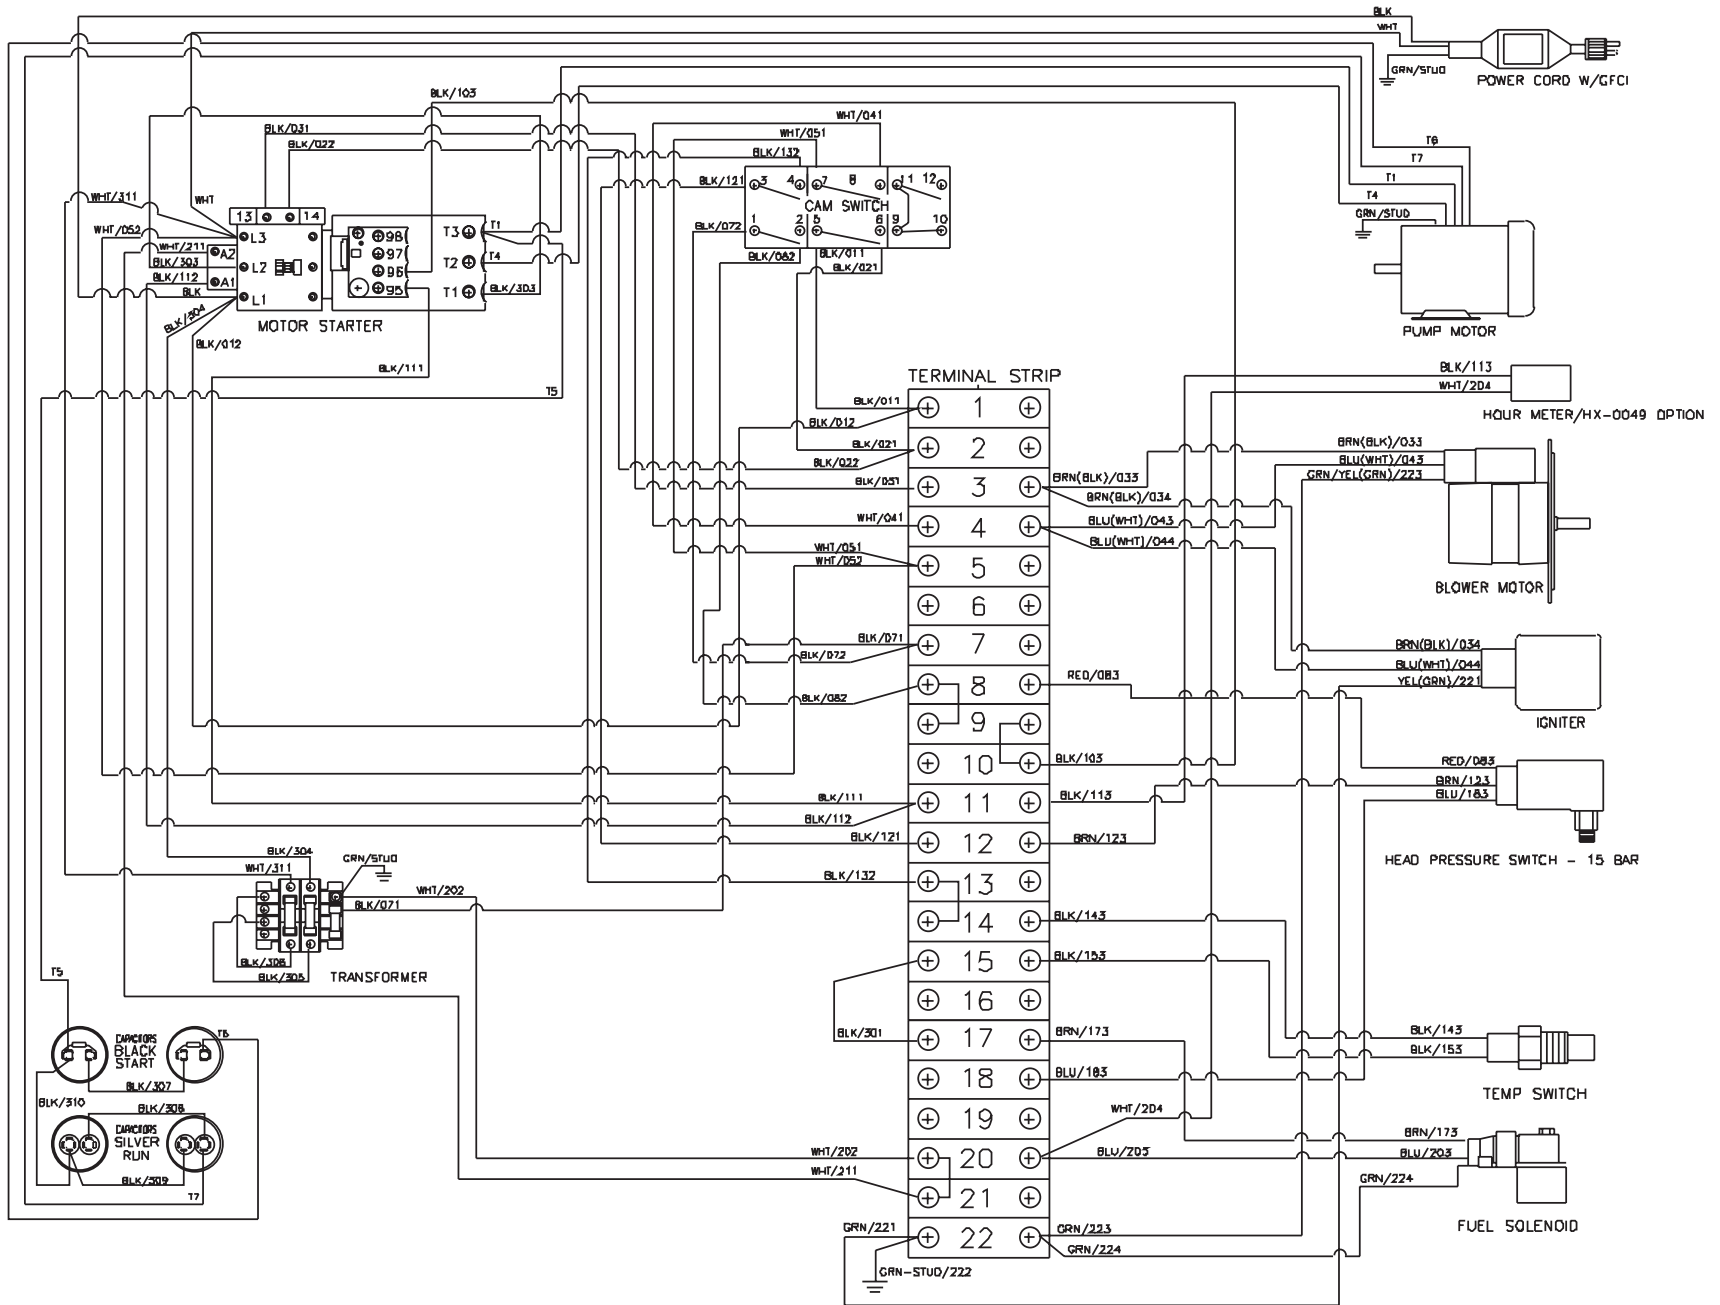 BLK
WHT
GRN/STUD
POWER CORD W/GFCI
BLK/103
WHT/041
WHT/051
BLK/132
BLK/031
BLK/022
BLK/121
3 4 7 8 11 12
CAM SWITCH
1 2 5 6 9 10
BLK/072
BLK/082
BLK/011
BLK/021
T6
T7
T1
T4
GRN/STUD
PUMP MOTOR
WHT/311
WHT
WHT/052
WHT/211
BLK/303
BLK/112
BLK
BLK/304
BLK/012
13 14
L3
A2
L2
A1
L1
98
97
96
95
T3
T2
T1
T1
T4
BLK/303
MOTOR STARTER
BLK/111
T5
TERMINAL STRIP
BLK/011
1
BLK/012
BLK/021
2
BLK/022
3
WHT/041
4
WHT/051
WHT/052
5
6
BLK/071
7
BLK/072
8
BLK/082
9
10
BLK/111
11
BLK/112
BLK/121
12
BLK/132
13
14
15
16
BLK/301
17
18
19
WHT/202
20
WHT/211
21
GRN/221
22
GRN-STUD/222
BRN(BLK)/033
BRN(BLK)/034
BLU(WHT)/043
BLU(WHT)/044
RED/083
BLK/103
BLK/113
BRN/123
BLK/143
BLK/153
BRN/173
BLU/183
WHT/204
GRN/223
GRN/224
BLK/113
WHT/204
HOUR METER/HX-0049 OPTION
BRN(BLK)/033
BLU(WHT)/043
GRN/YEL(GRN)/223
BLOWER MOTOR
BRN(BLK)/034
BLU(WHT)/044
YEL(GRN)/221
IGNITER
RED/083
BRN/123
BLU/183
HEAD PRESSURE SWITCH - 15 BAR
BLK/143
BLK/153
TEMP SWITCH
BRN/173
BLU/203
GRN/224
FUEL SOLENOID
BLK/304
WHT/311
GRN/STUD
WHT/202
BLK/071
BLK/305
TRANSFORMER
T5
CAPACITORS
BLACK
START
T6
BLK/307
BLK/310
CAPACITORS
SILVER
RUN
BLK/309
T7